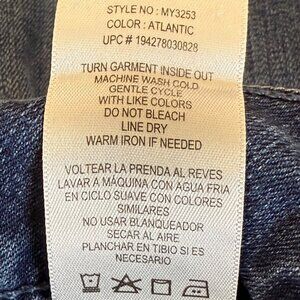 STYLE NO : MY3253
COLOR : ATLANTIC
UPC # 194278030828
TURN GARMENT INSIDE OUT
MACHINE WASH COLD
GENTLE CYCLE
WITH LIKE COLORS
DO NOT BLEACH
LINE DRY
WARM IRON IF NEEDED
VOLTEAR LA PRENDA AL REVES
LAVAR A MÁQUINA CON AGUA FRIA
EN CICLO SUAVE CON COLORES
SIMILARES
NO USAR BLANQUEADOR
SECAR AL AIRE
PLANCHAR EN TIBIO SI ES
NECESARIO